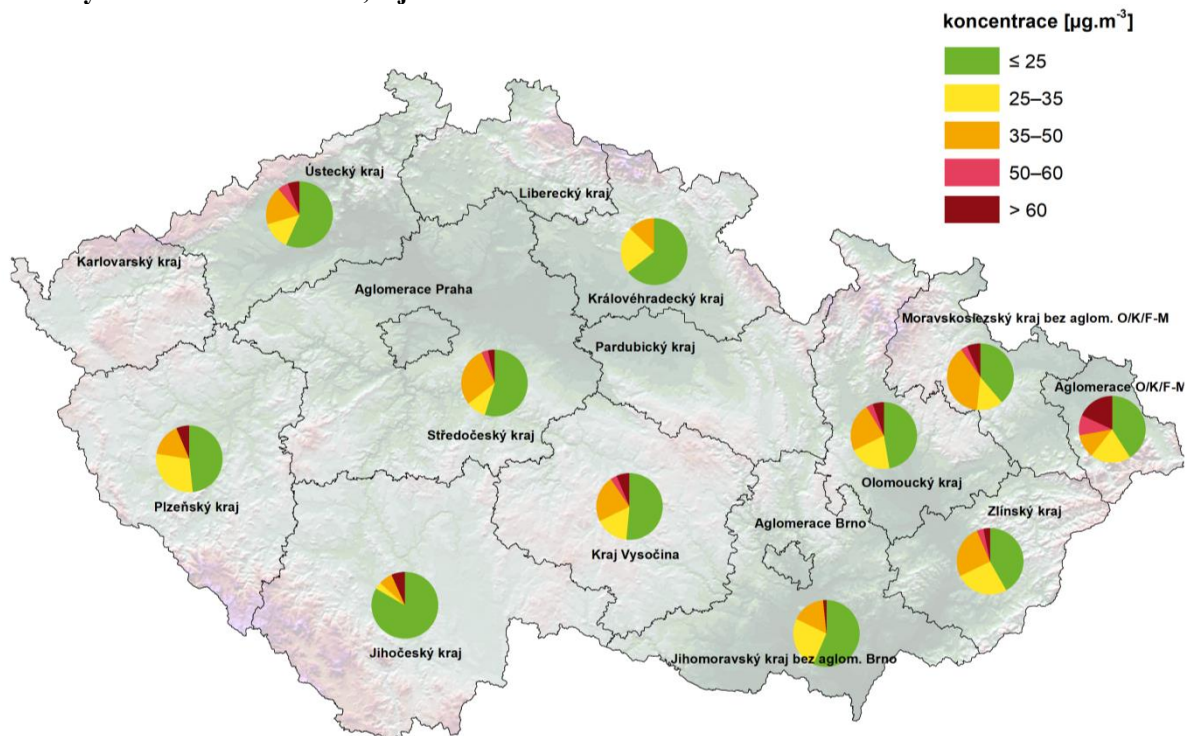 koncentrace [µg.m-3]
≤ 25
25–35
35–50
50–60
> 60
Ústecký kraj
Liberecký kraj
Karlovarský kraj
Aglomerace Praha
Královéhradecký kraj
Moravskoslezský kraj bez aglom. O/K/F-M
Pardubický kraj
Aglomerace O/K/F-M
Středočeský kraj
Olomoucký kraj
Plzeňský kraj
Zlínský kraj
Aglomerace Brno
Kraj Vysočina
Jihočeský kraj
Jihomoravský kraj bez aglom. Brno